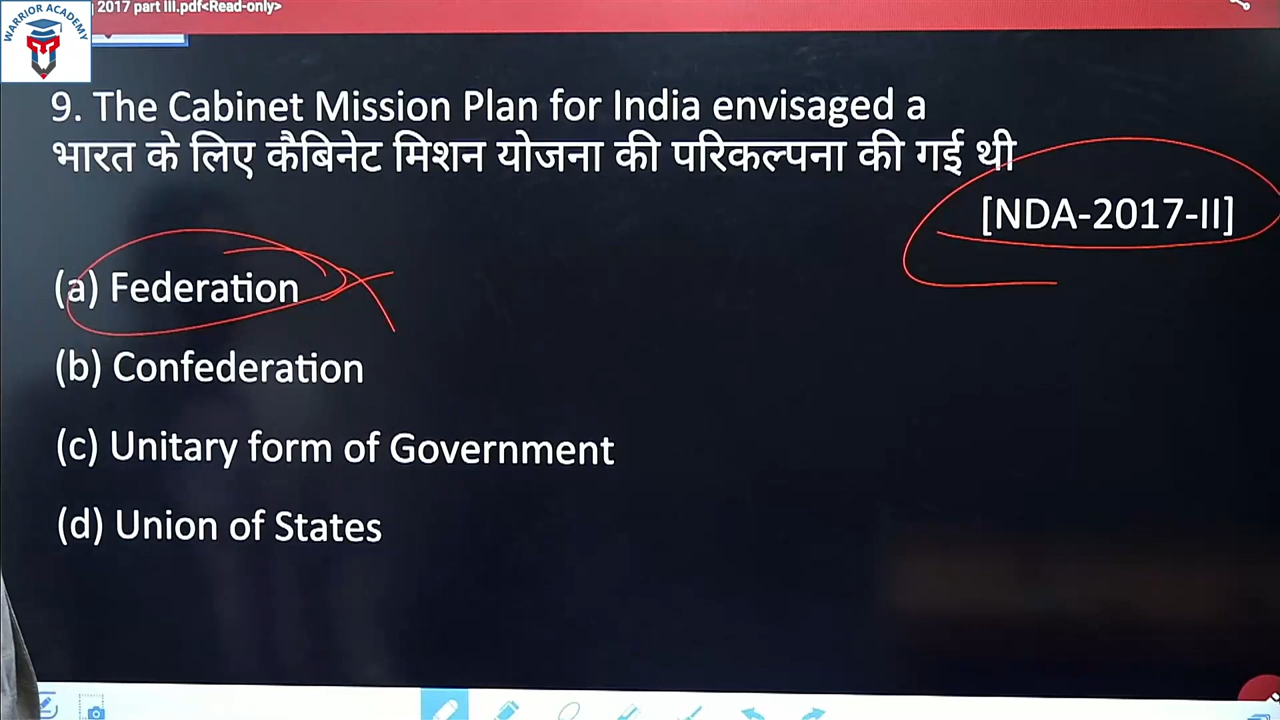 WARRIOR ACADEMY
2017 part III.pdf<Read-only>
9. The Cabinet Mission Plan for India envisaged a
भारत के लिए कैबिनेट मिशन योजना की परिकल्पना की गई थी
[NDA-2017-II]
(a) Federation
(b) Confederation
(c) Unitary form of Government
(d) Union of States